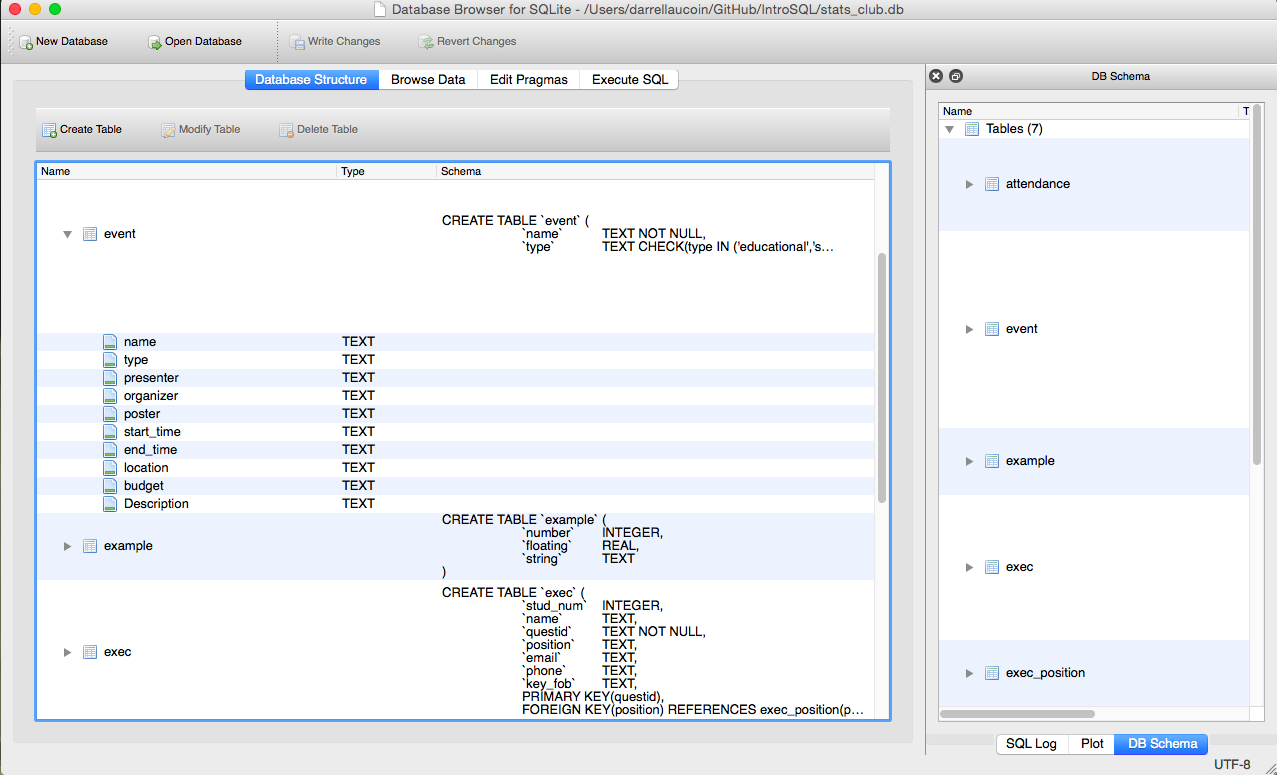 Database Browser for SQLite - /Users/darrellaucoin/GitHub/IntroSQL/stats_club.db
New Database Open Database Write Changes Revert Changes
Database Structure Browse Data Edit Pragmas Execute SQL
Create Table Modify Table Delete Table
Name Type Schema
event
CREATE TABLE `event` (
`name` TEXT NOT NULL,
`type` TEXT CHECK(type IN ('educational','s...
name TEXT
type TEXT
presenter TEXT
organizer TEXT
poster TEXT
start_time TEXT
end_time TEXT
location TEXT
budget TEXT
Description TEXT
example
CREATE TABLE `example` (
`number` INTEGER,
`floating` REAL,
`string` TEXT
)
exec
CREATE TABLE `exec` (
`stud_num` INTEGER,
`name` TEXT,
`questid` TEXT NOT NULL,
`position` TEXT,
`email` TEXT,
`phone` TEXT,
`key_fob` TEXT,
PRIMARY KEY(questid),
FOREIGN KEY(position) REFERENCES exec_position(p...
DB Schema
Name T
Tables (7)
attendance
event
example
exec
exec_position
SQL Log Plot DB Schema
UTF-8